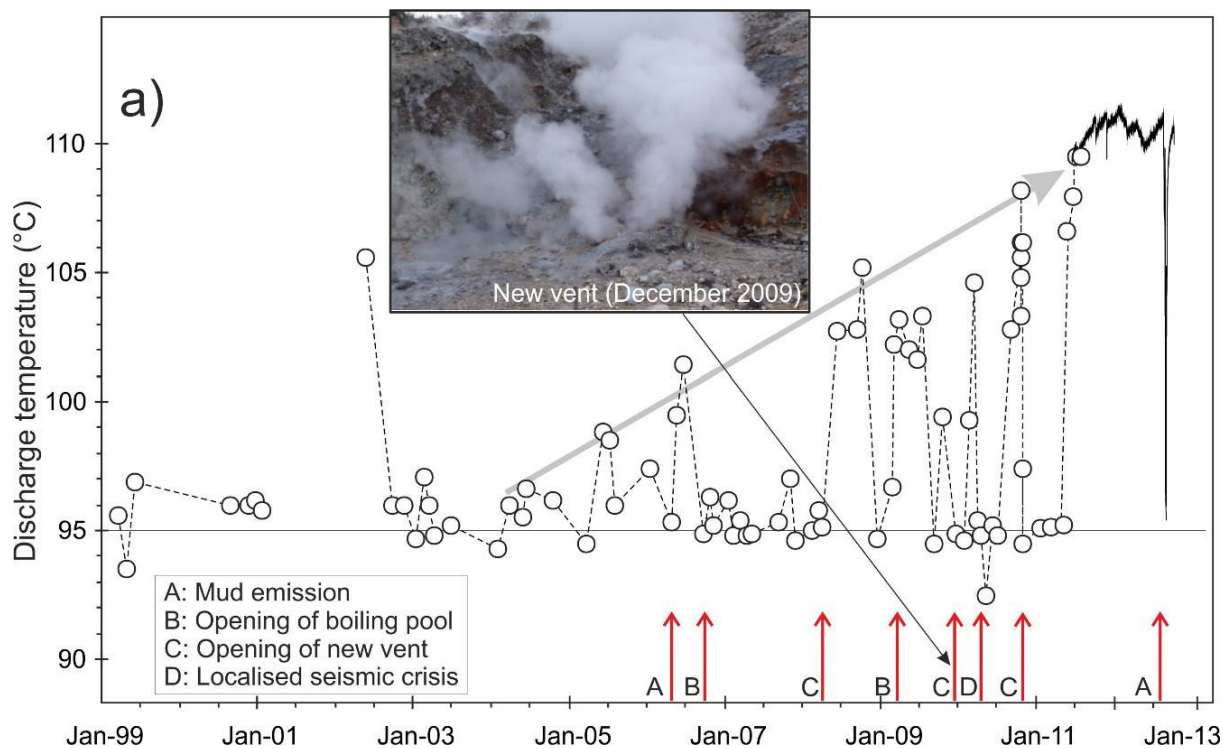 a)
New vent (December 2009)
Discharge temperature (°C)
110
105
100
95
90
A: Mud emission
B: Opening of boiling pool
C: Opening of new vent
D: Localised seismic crisis
A B C B C D C A
Jan-99 Jan-01 Jan-03 Jan-05 Jan-07 Jan-09 Jan-11 Jan-13